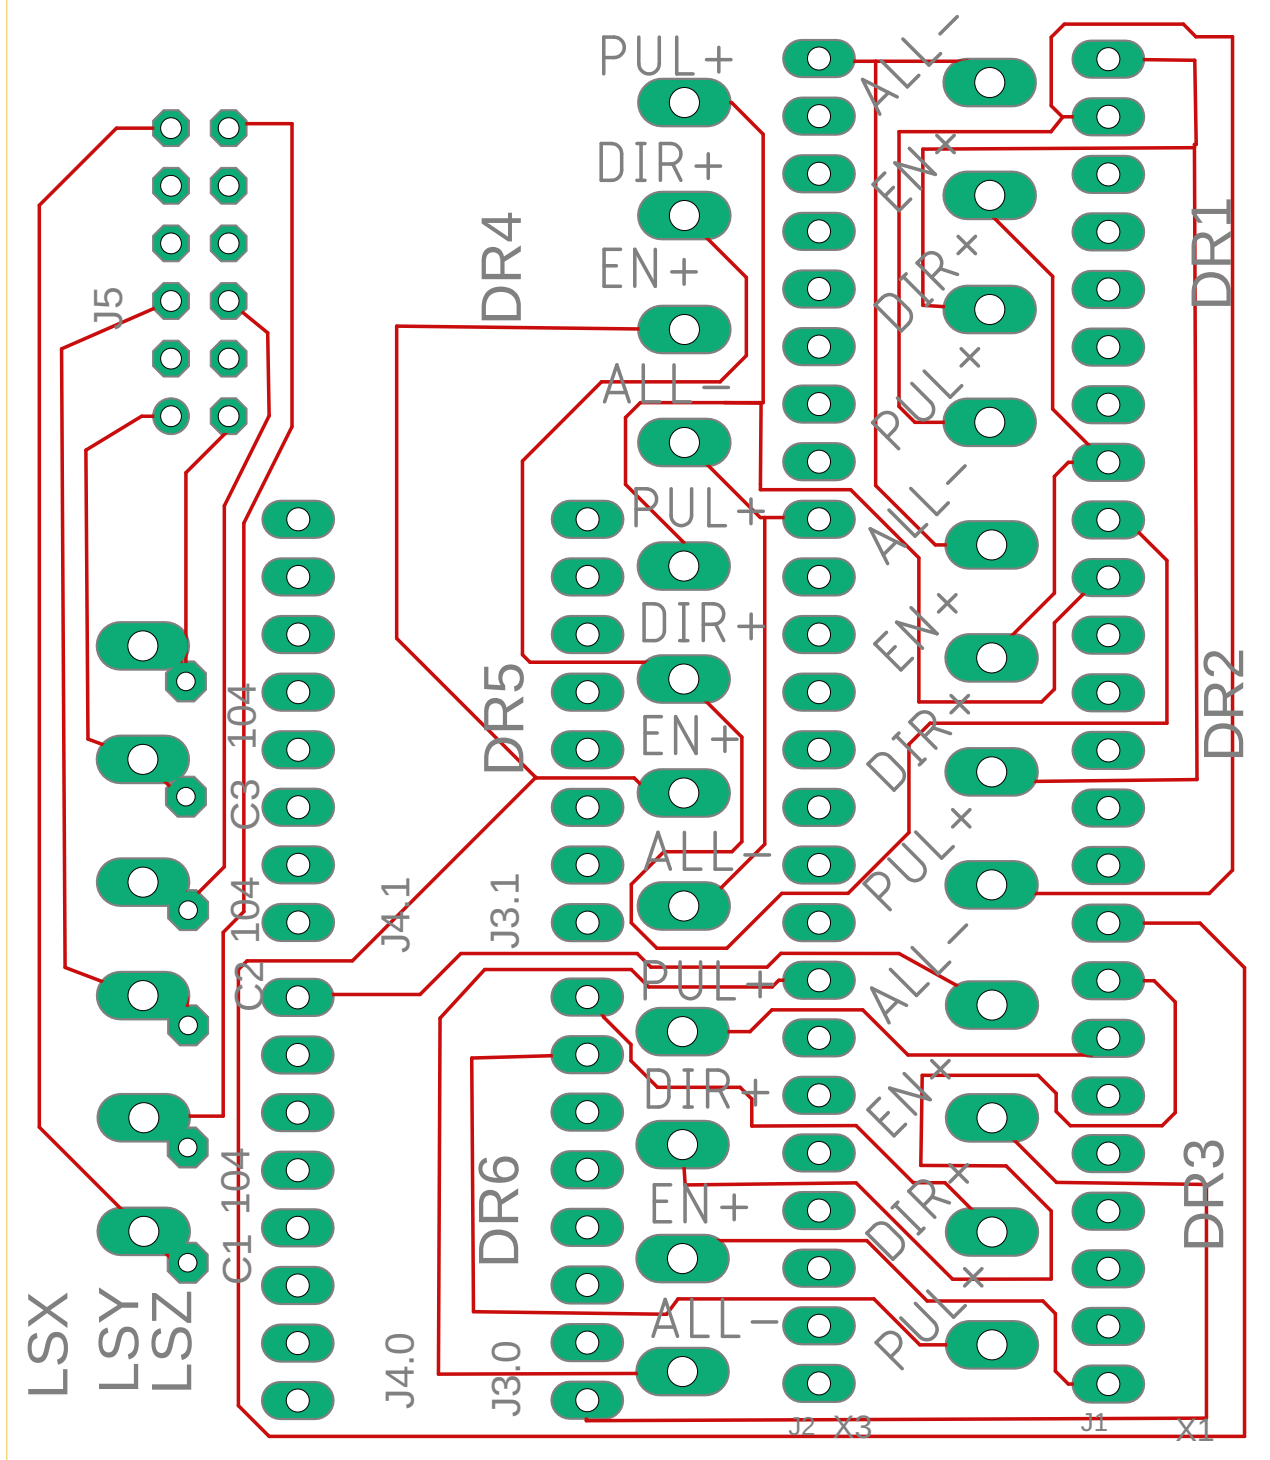 PUL+
ALL-
DIR+
EN+
DR4
DR1
EN+
DIR+
J5
PUL+
ALL-
ALL-
PUL+
DIR+
EN+
DR5
DR2
104
EN+
DIR+
C3
ALL-
PUL+
104
J4.1
J3.1
C2
PUL+
ALL-
DIR+
EN+
104
DR6
EN+
DIR+
DR3
C1
PUL+
ALL-
LSX
LSY
LSZ
J4.0
J3.0
J2
X3
J1
X1